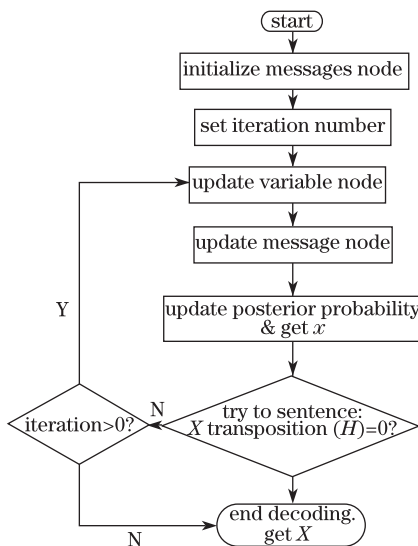 start
initialize messages node
set iteration number
update variable node
update message node
update posterior probability
& get x
Y
try to sentence:
X transposition (H)=0?
N
iteration>0?
end decoding.
get X
N